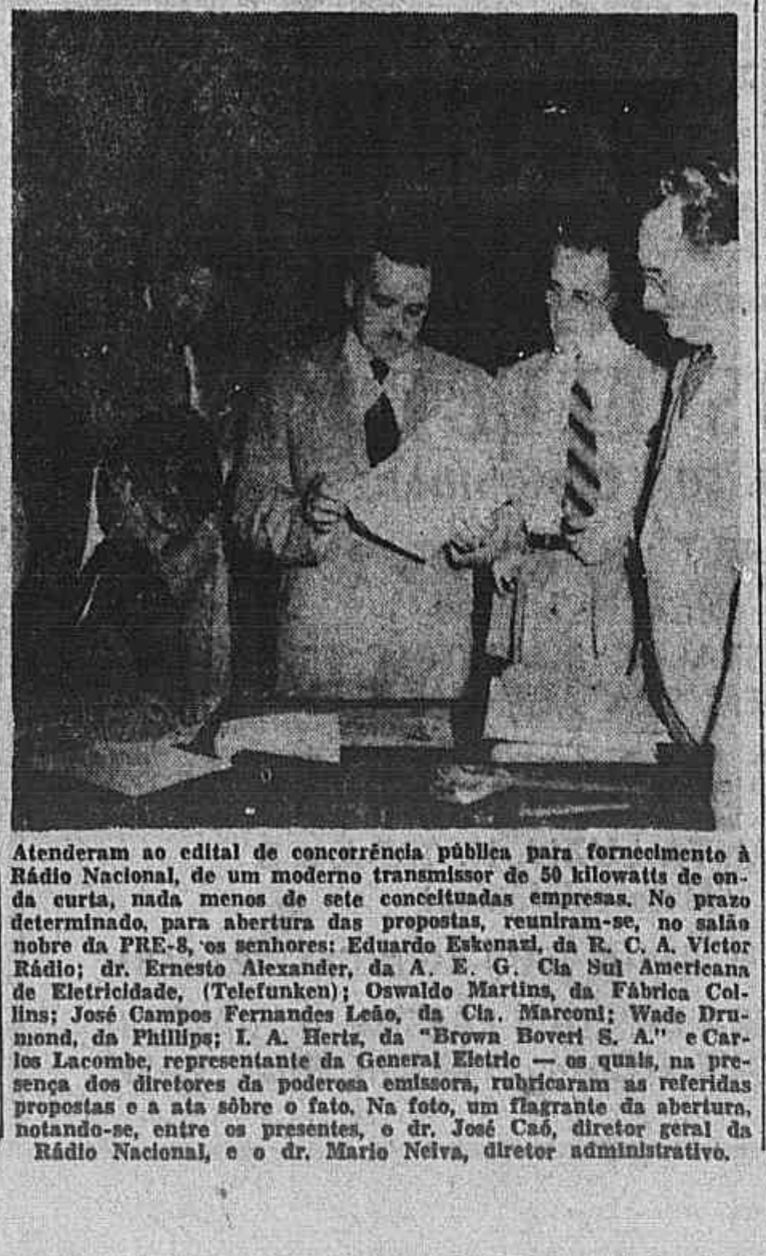 Atenderam ao edital de concorrência pública para fornecimento à
Rádio Nacional, de um moderno transmissor de 50 kilowatts de on-
da curta, nada menos de sete conceituadas empresas. No prazo
determinado, para abertura das propostas, reuniram-se, no salão
nobre da PRE-8, os senhores: Eduardo Eskenazi, da R. C. A. Victor
Rádio; dr. Ernesto Alexander, da A. E. G. Cia Sul Americana
de Eletricidade, (Telefunken); Oswaldo Martins, da Fábrica Col-
lins; José Campos Fernandes Leão, da Cia. Marconi; Wade Dru-
mond, da Phillips; I. A. Hertz, da "Brown Boveri S. A." e Car-
los Lacombe, representante da General Eletric — os quais, na pre-
sença dos diretores da poderosa emissora, rubricaram as referidas
propostas e a ata sôbre o fato. Na foto, um flagrante da abertura,
notando-se, entre os presentes, o dr. José Caó, diretor geral da
Rádio Nacional, e o dr. Mario Neiva, diretor administrativo.